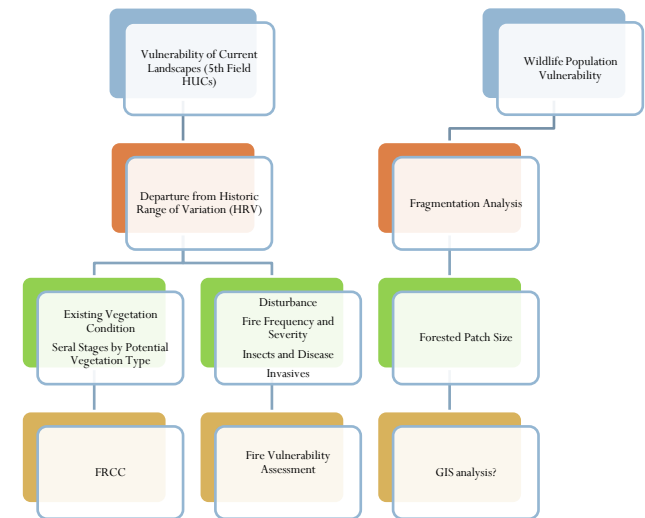 Vulnerability of Current
Landscapes (5th Field
HUCs)
Wildlife Population
Vulnerability
Departure from Historic
Range of Variation (HRV)
Fragmentation Analysis
Existing Vegetation
Condition
Seral Stages by Potential
Vegetation Type
Disturbance
Fire Frequency and
Severity
Insects and Disease
Invasives
Forested Patch Size
FRCC
Fire Vulnerability
Assessment
GIS analysis?